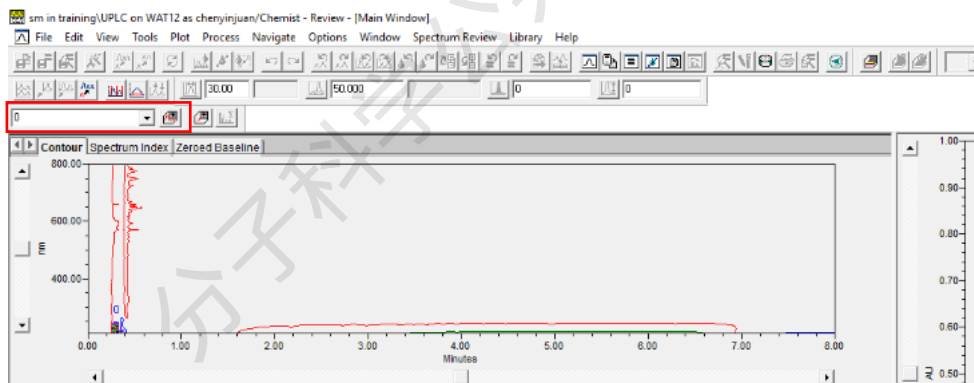 sm in training\UPLC on WAT12 as chenyinjuan/Chemist - Review - [Main Window]
File Edit View Tools Plot Process Navigate Options Window Spectrum Review Library Help
30.00 50.000 0 0
0
Contour Spectrum Index Zeroed Baseline
800.00
600.00
nm
400.00
0.00 1.00 2.00 3.00 4.00 5.00 6.00 7.00 8.00
Minutes
1.00
0.90
0.80
0.70
0.60
AU
0.50
分子科学公